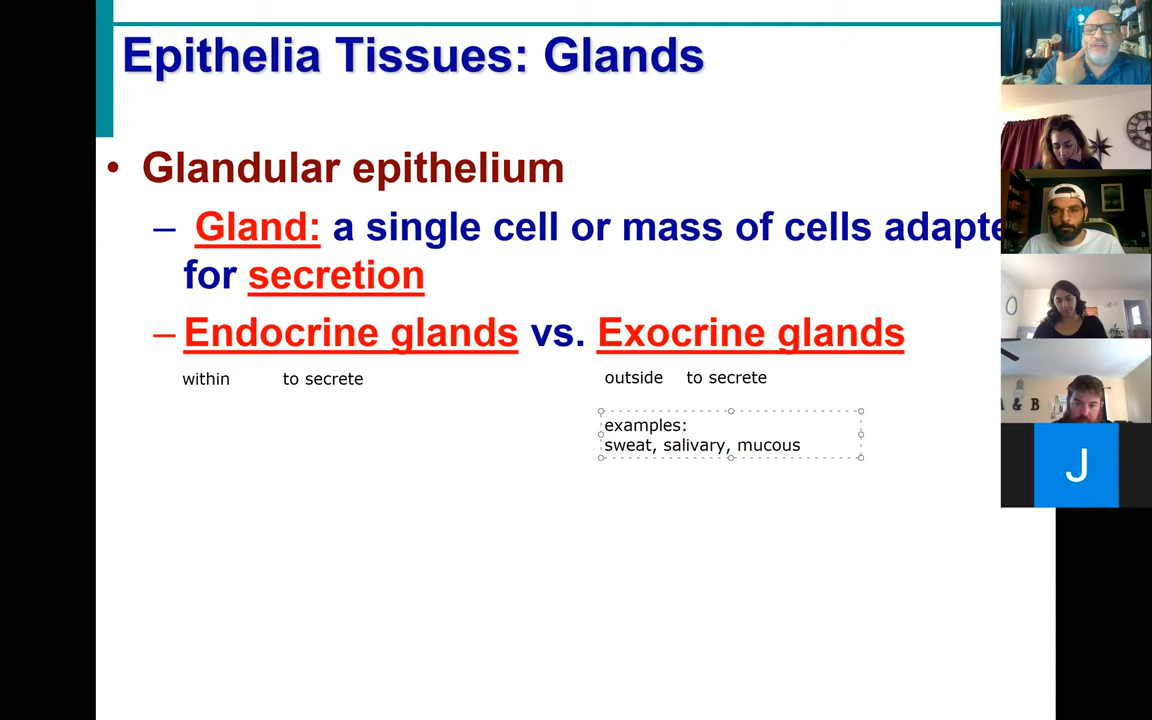 Epithelia Tissues: Glands
• Glandular epithelium
– Gland: a single cell or mass of cells adapte
for secretion
– Endocrine glands vs. Exocrine glands
within to secrete
outside to secrete
examples:
sweat, salivary, mucous
A & B
J